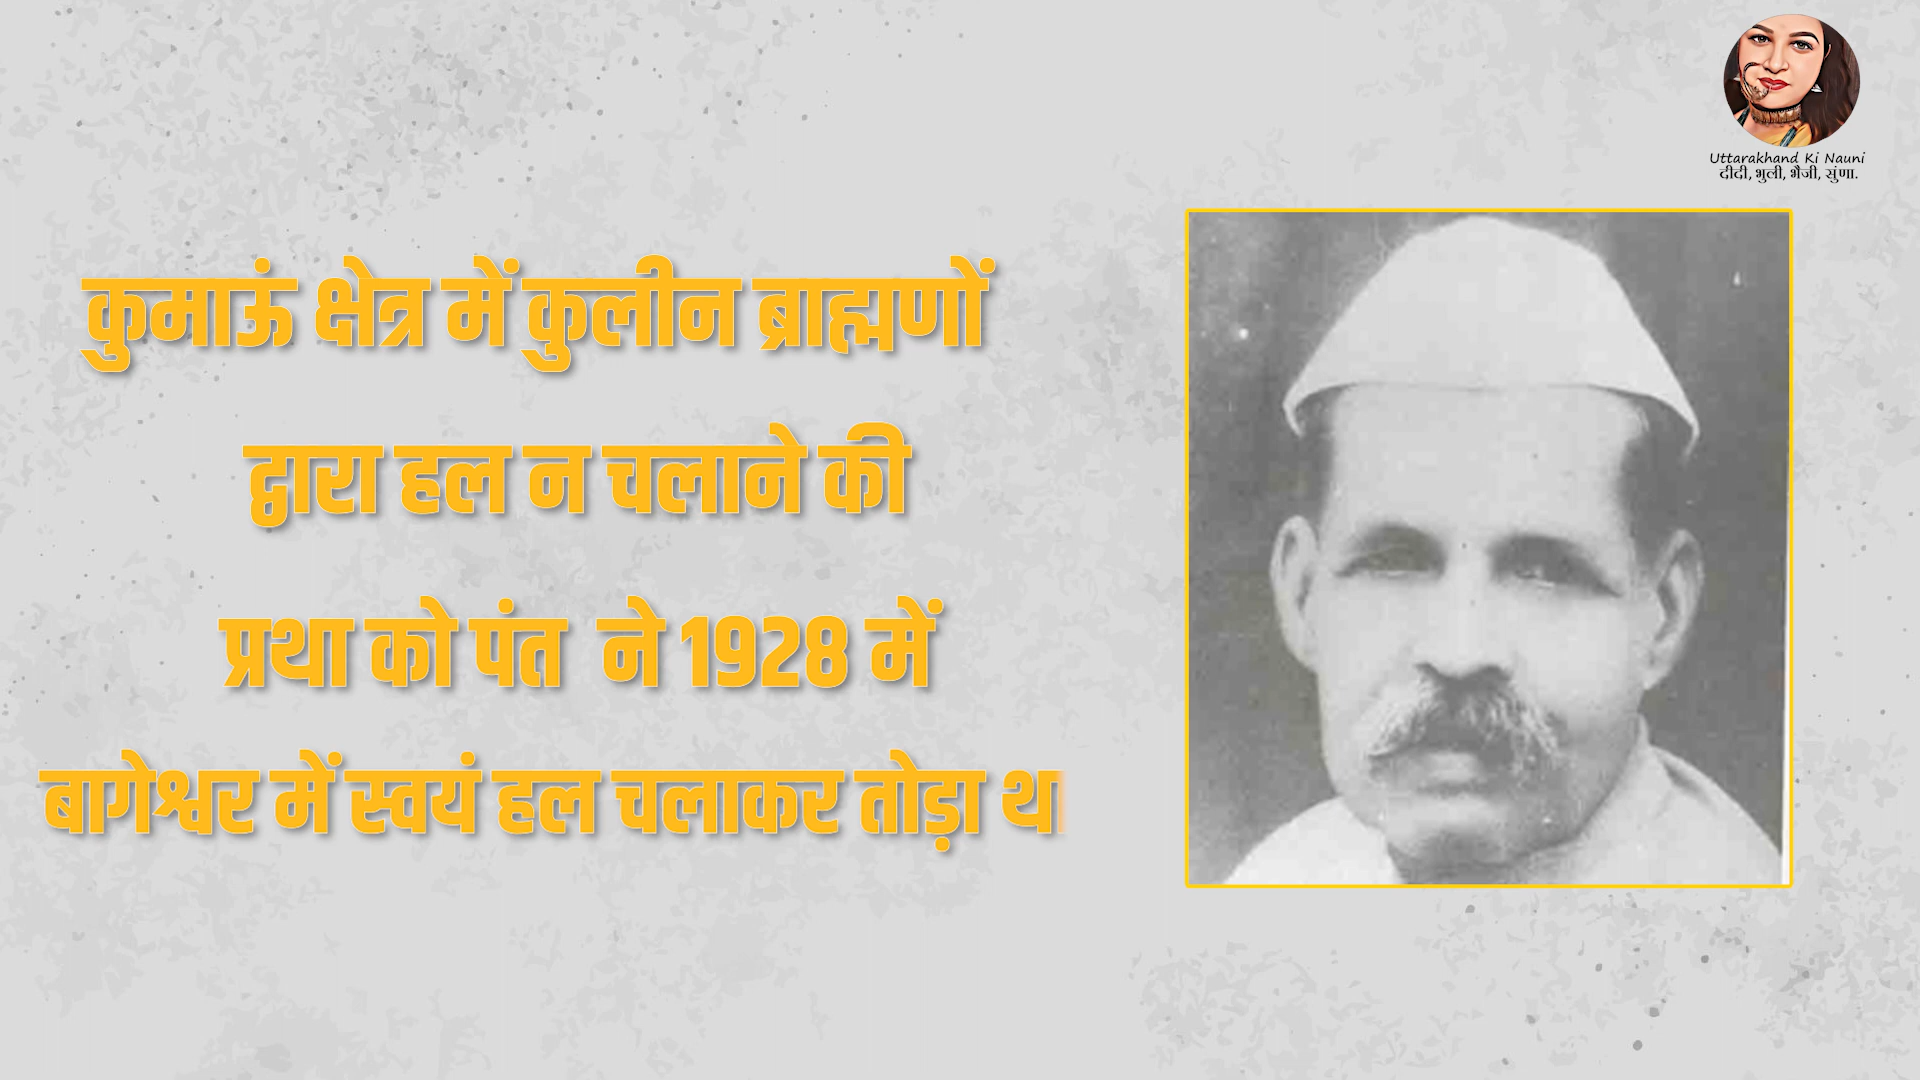 Uttarakhand Ki Nauni
दीदी, भुली, भैजी, सुंणा.
कुमाऊं क्षेत्र में कुलीन ब्राह्मणों
द्वारा हल न चलाने की
प्रथा को पंत ने 1928 में
बागेश्वर में स्वयं हल चलाकर तोड़ा था